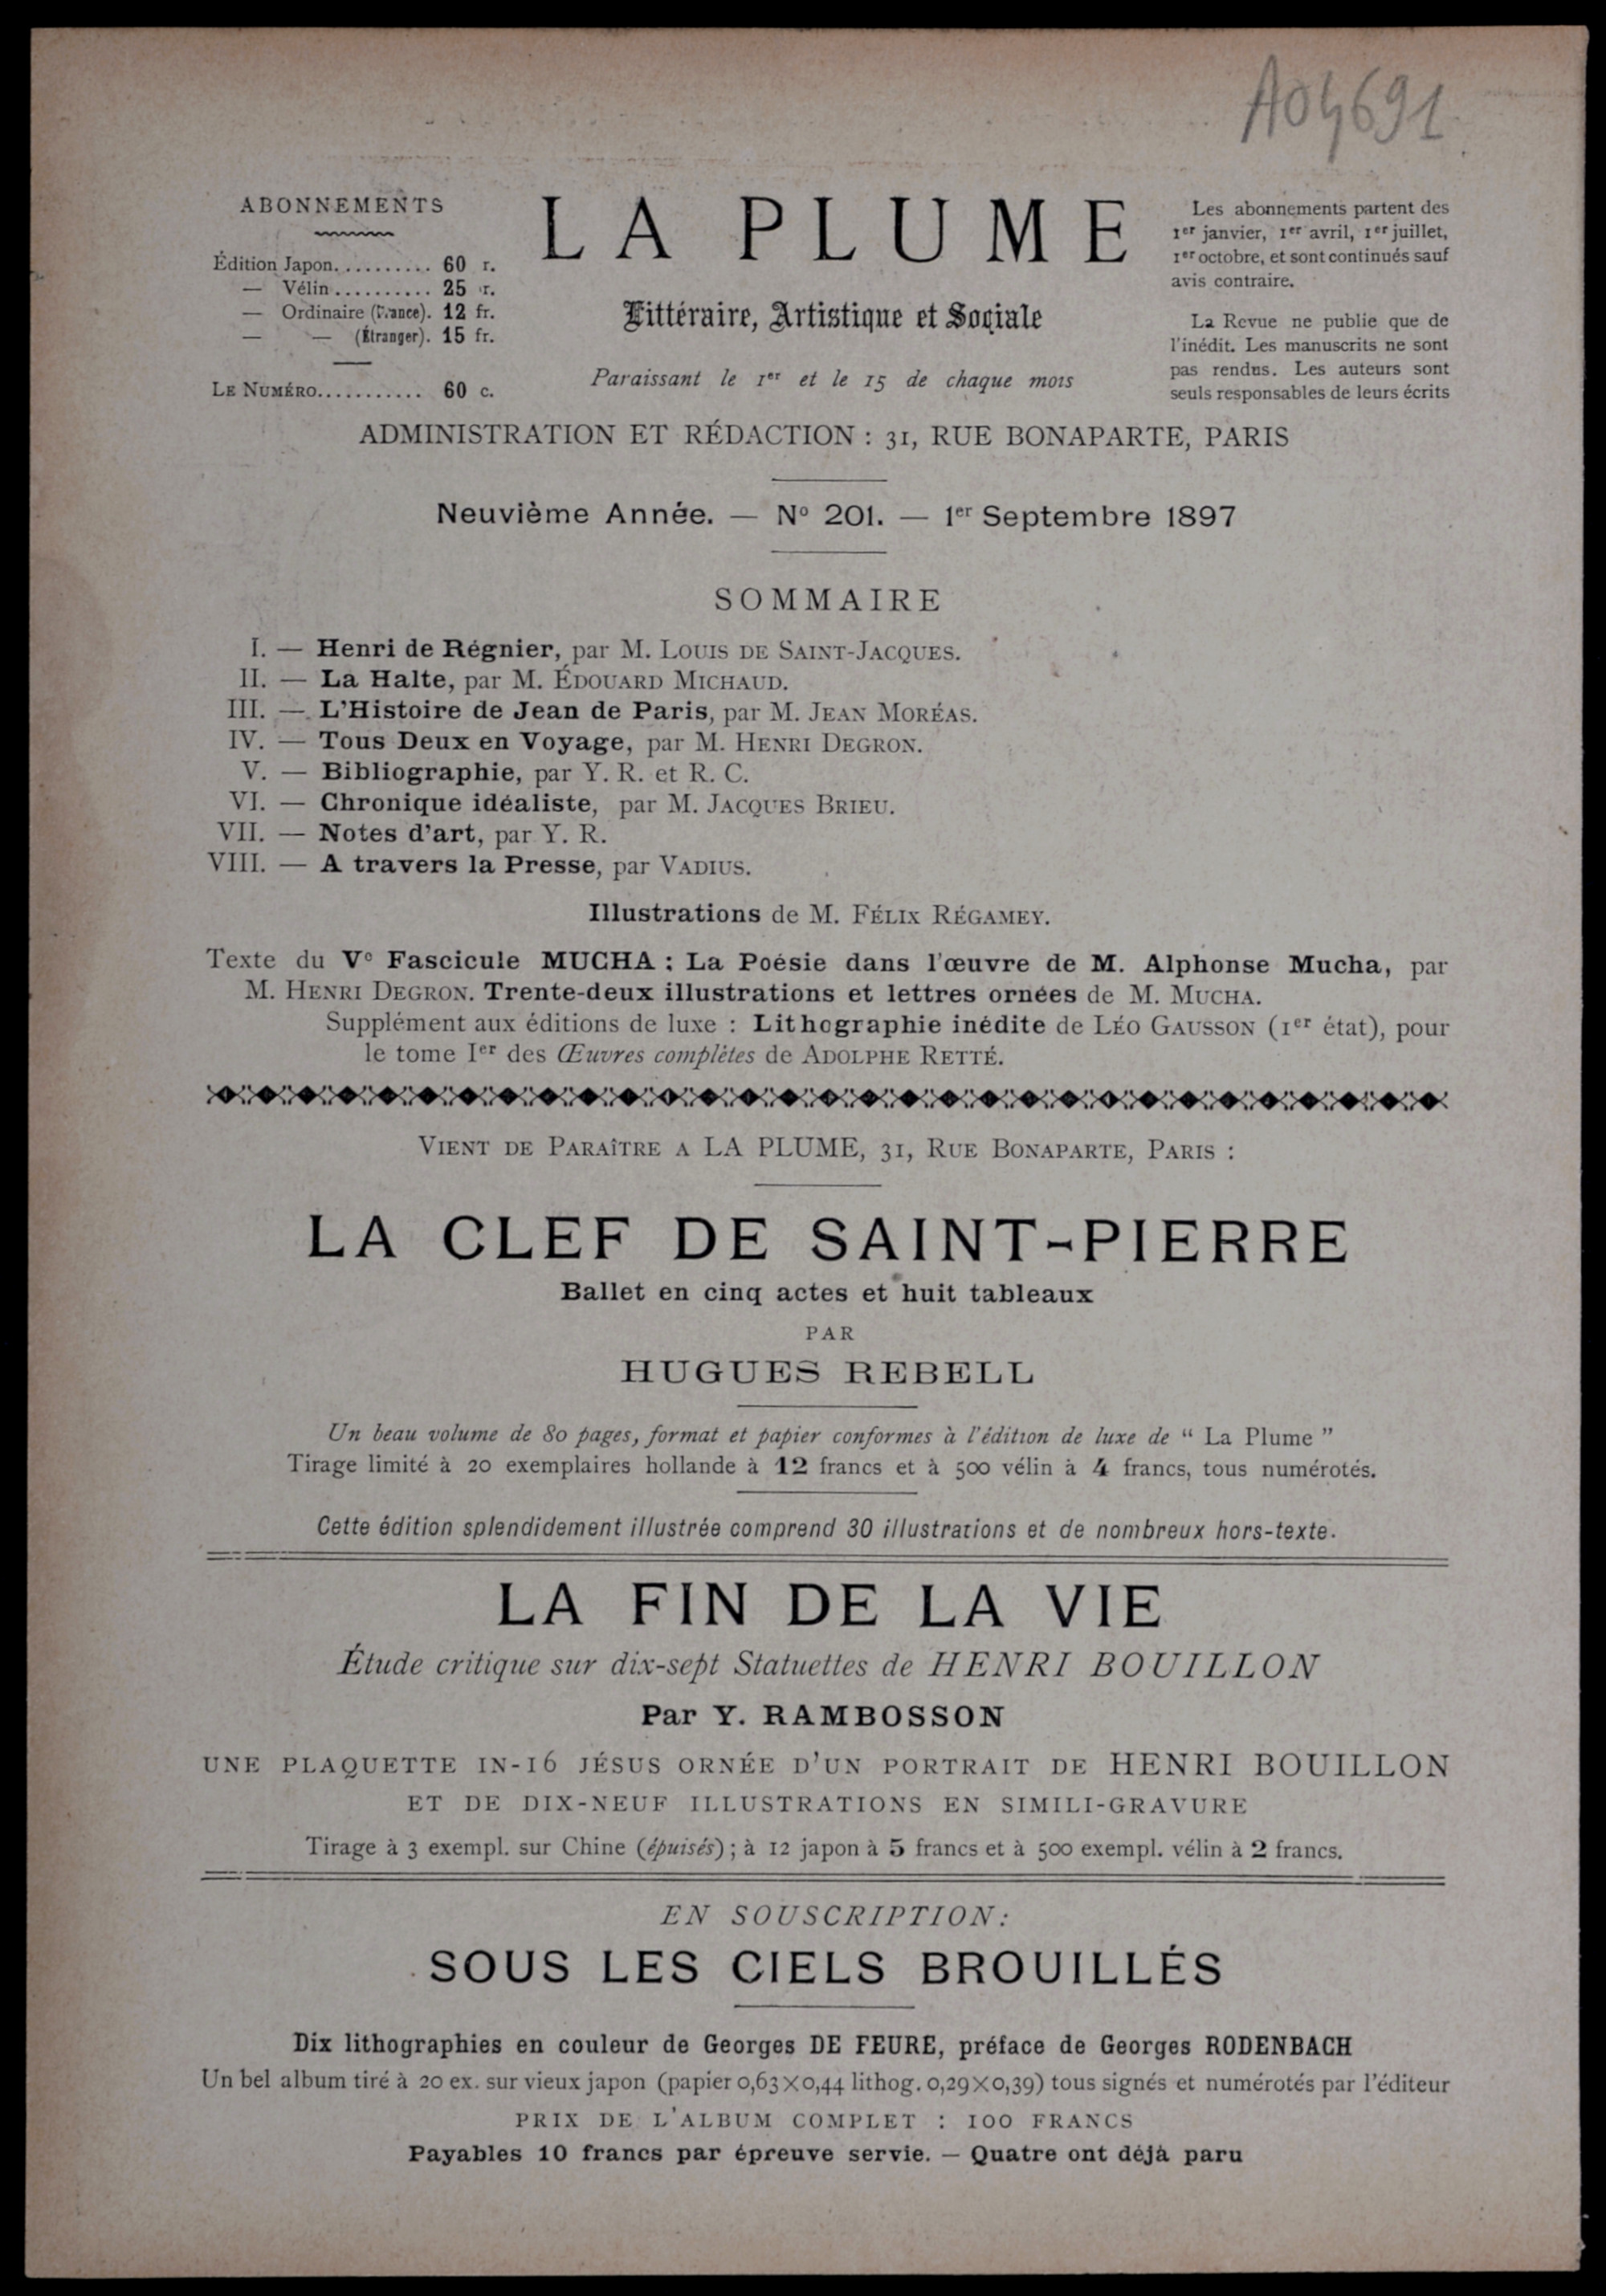 A04691
ABONNEMENTS
Édition Japon.......... 60 r.
— Vélin.......... 25 r.
— Ordinaire (France). 12 fr.
— — (Étranger). 15 fr.
LE NUMÉRO........... 60 c.
LA PLUME
Littéraire, Artistique et Sociale
Paraissant le 1er et le 15 de chaque mois
Les abonnements partent des
1er janvier, 1er avril, 1er juillet,
1er octobre, et sont continués sauf
avis contraire.
La Revue ne publie que de
l'inédit. Les manuscrits ne sont
pas rendus. Les auteurs sont
seuls responsables de leurs écrits
ADMINISTRATION ET RÉDACTION : 31, RUE BONAPARTE, PARIS
Neuvième Année. — No 201. — 1er Septembre 1897
SOMMAIRE
I. — Henri de Régnier, par M. LOUIS DE SAINT-JACQUES.
II. — La Halte, par M. ÉDOUARD MICHAUD.
III. — L'Histoire de Jean de Paris, par M. JEAN MORÉAS.
IV. — Tous Deux en Voyage, par M. HENRI DEGRON.
V. — Bibliographie, par Y. R. et R. C.
VI. — Chronique idéaliste, par M. JACQUES BRIEU.
VII. — Notes d'art, par Y. R.
VIII. — A travers la Presse, par VADIUS.
Illustrations de M. FÉLIX RÉGAMEY.
Texte du Ve Fascicule MUCHA : La Poésie dans l'œuvre de M. Alphonse Mucha, par
M. HENRI DEGRON. Trente-deux illustrations et lettres ornées de M. MUCHA.
Supplément aux éditions de luxe : Lithographie inédite de LÉO GAUSSON (1er état), pour
le tome Ier des Œuvres complètes de ADOLPHE RETTÉ.
VIENT DE PARAÎTRE A LA PLUME, 31, RUE BONAPARTE, PARIS :
LA CLEF DE SAINT-PIERRE
Ballet en cinq actes et huit tableaux
PAR
HUGUES REBELL
Un beau volume de 80 pages, format et papier conformes à l'édition de luxe de “ La Plume ”
Tirage limité à 20 exemplaires hollande à 12 francs et à 500 vélin à 4 francs, tous numérotés.
Cette édition splendidement illustrée comprend 30 illustrations et de nombreux hors-texte.
LA FIN DE LA VIE
Étude critique sur dix-sept Statuettes de HENRI BOUILLON
Par Y. RAMBOSSON
UNE PLAQUETTE IN-16 JÉSUS ORNÉE D'UN PORTRAIT DE HENRI BOUILLON
ET DE DIX-NEUF ILLUSTRATIONS EN SIMILI-GRAVURE
Tirage à 3 exempl. sur Chine (épuisés) ; à 12 japon à 5 francs et à 500 exempl. vélin à 2 francs.
EN SOUSCRIPTION :
SOUS LES CIELS BROUILLÉS
Dix lithographies en couleur de Georges DE FEURE, préface de Georges RODENBACH
Un bel album tiré à 20 ex. sur vieux japon (papier 0,63×0,44 lithog. 0,29×0,39) tous signés et numérotés par l'éditeur
PRIX DE L'ALBUM COMPLET : 100 FRANCS
Payables 10 francs par épreuve servie. — Quatre ont déjà paru